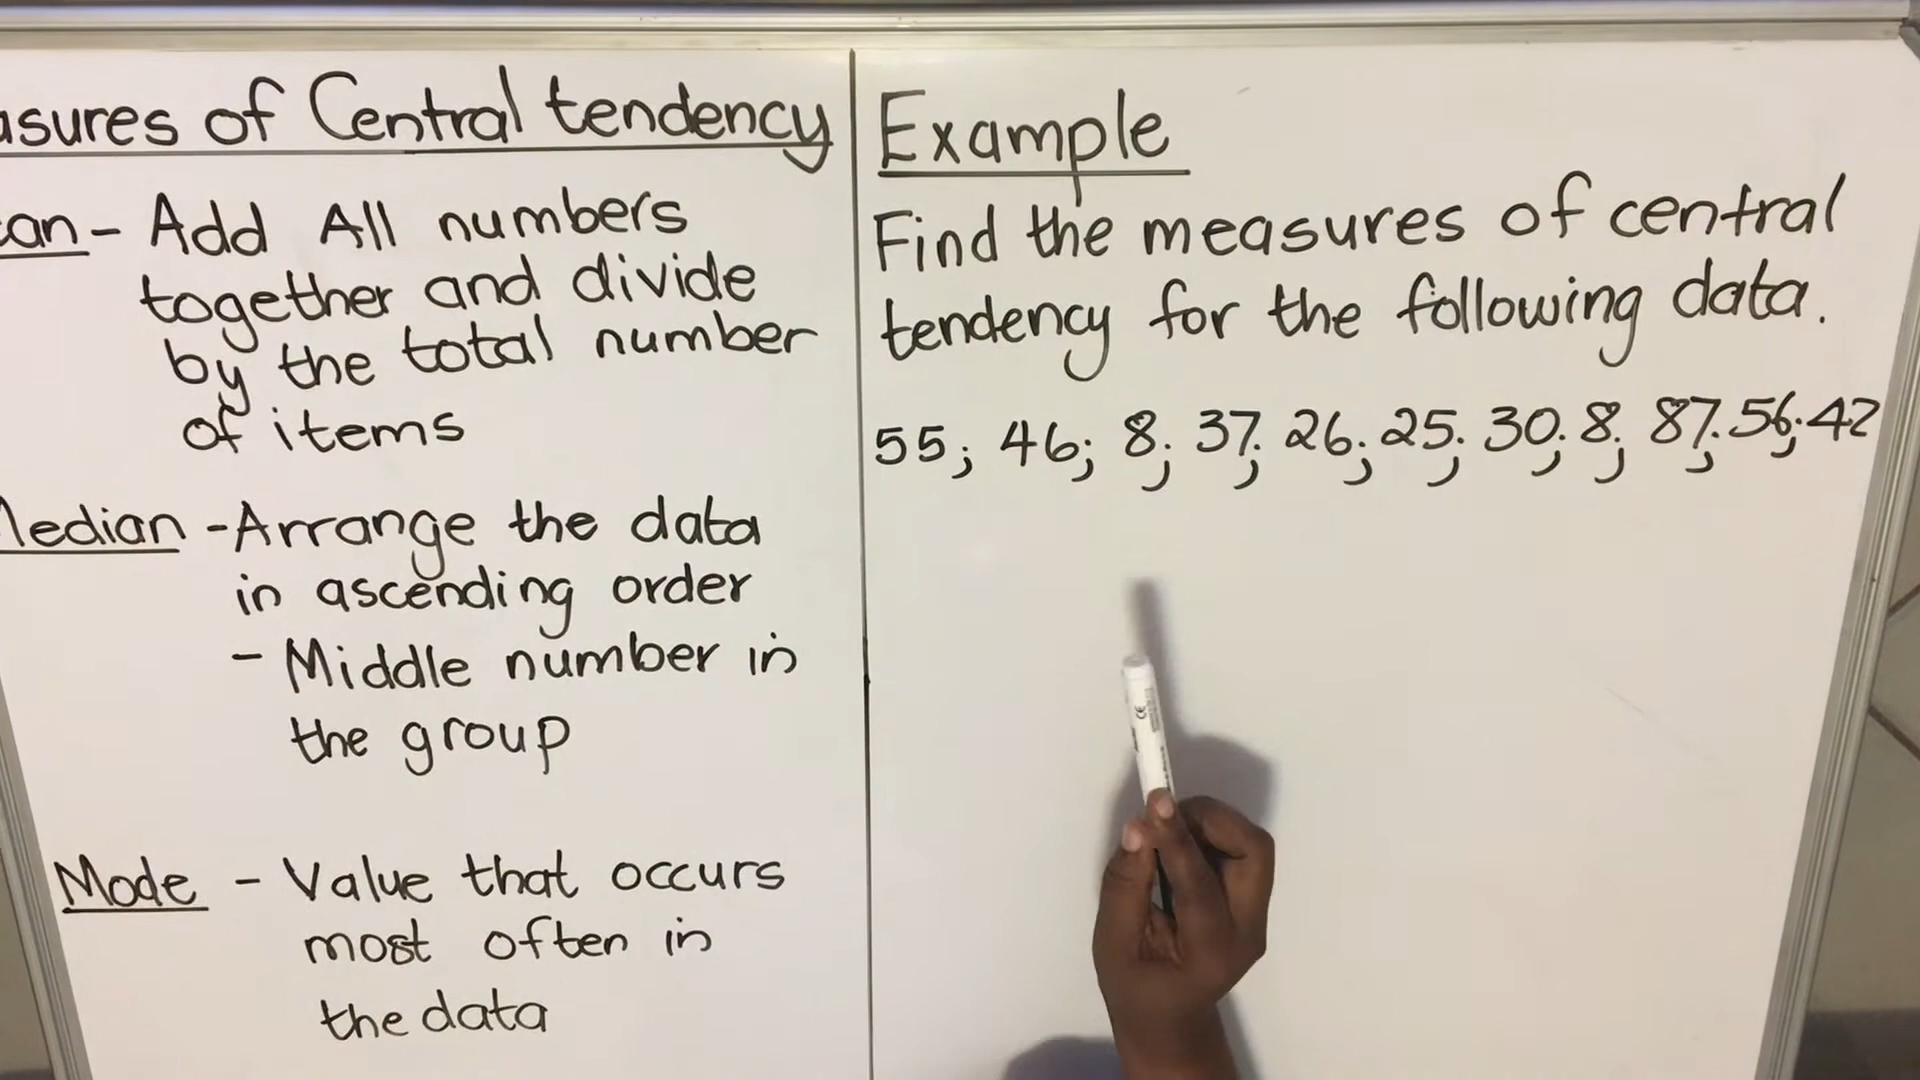 asures of Central tendency
an - Add All numbers
together and divide
by the total number
of items
Median - Arrange the data
in ascending order
- Middle number in
the group
Mode - Value that occurs
most often in
the data
Example
Find the measures of central
tendency for the following data.
55; 46; 8; 37; 26; 25; 30; 8; 87; 56; 42
CE